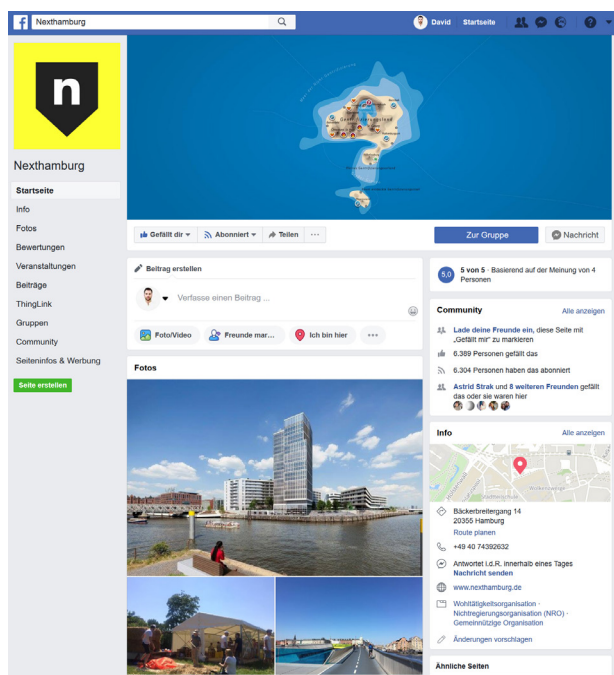 Nexthamburg
David Startseite
n
Nexthamburg
Startseite
Info
Fotos
Bewertungen
Veranstaltungen
Beiträge
ThingLink
Gruppen
Community
Seiteninfos & Werbung
Seite erstellen
Gefällt dir
Abonniert
Teilen
Zur Gruppe
Nachricht
Beitrag erstellen
Verfasse einen Beitrag ...
Foto/Video
Freunde mar...
Ich bin hier
Fotos
5,0
5 von 5 · Basierend auf der Meinung von 4
Personen
Community Alle anzeigen
Lade deine Freunde ein, diese Seite mit
„Gefällt mir“ zu markieren
6.389 Personen gefällt das
6.304 Personen haben das abonniert
Astrid Strak und 8 weiteren Freunden gefällt
das oder sie waren hier
Info Alle anzeigen
Bäckerbreitergang 14
20355 Hamburg
Route planen
+49 40 74392632
Antwortet i.d.R. innerhalb eines Tages
Nachricht senden
www.nexthamburg.de
Wohltätigkeitsorganisation ·
Nichtregierungsorganisation (NRO) ·
Gemeinnützige Organisation
Änderungen vorschlagen
Ähnliche Seiten